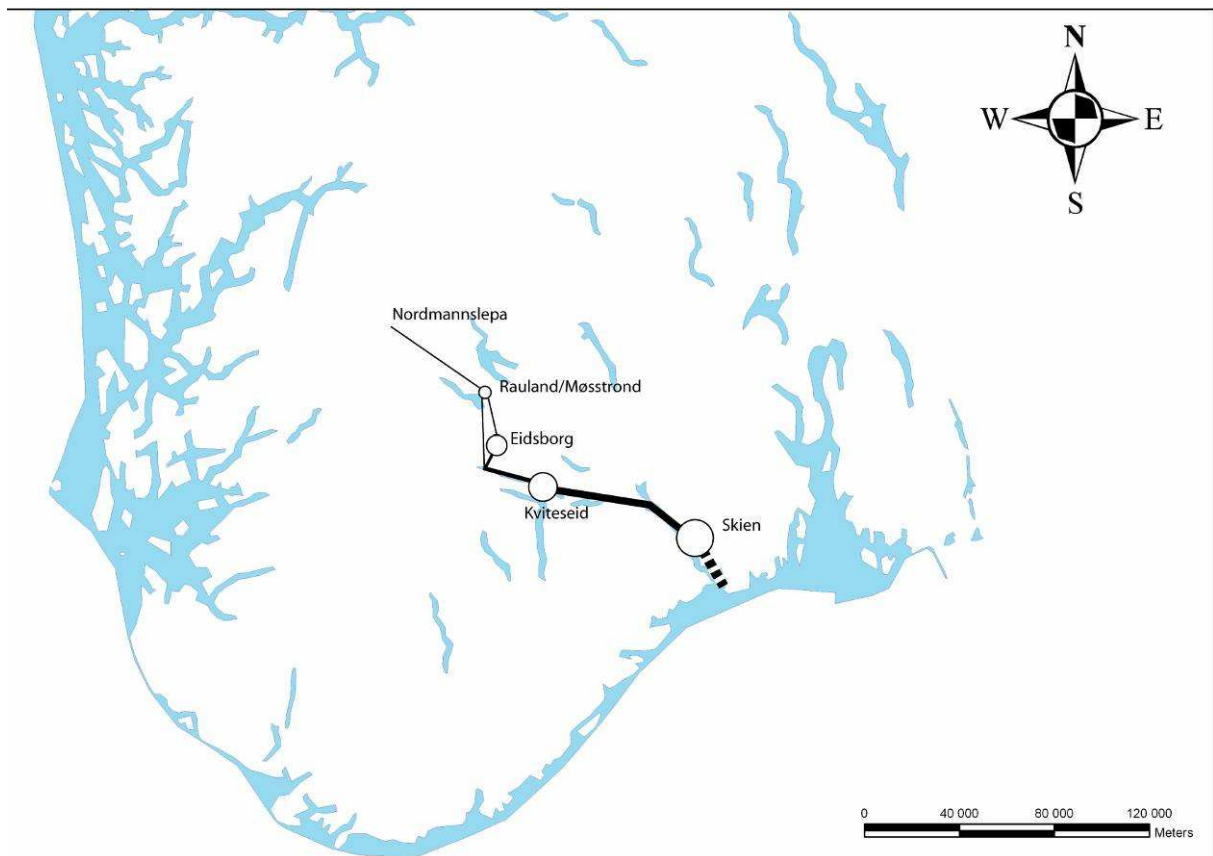 N
W E
S
Nordmannslepa
Rauland/Møsstrond
Eidsborg
Kviteseid
Skien
0 40 000 80 000 120 000
Meters